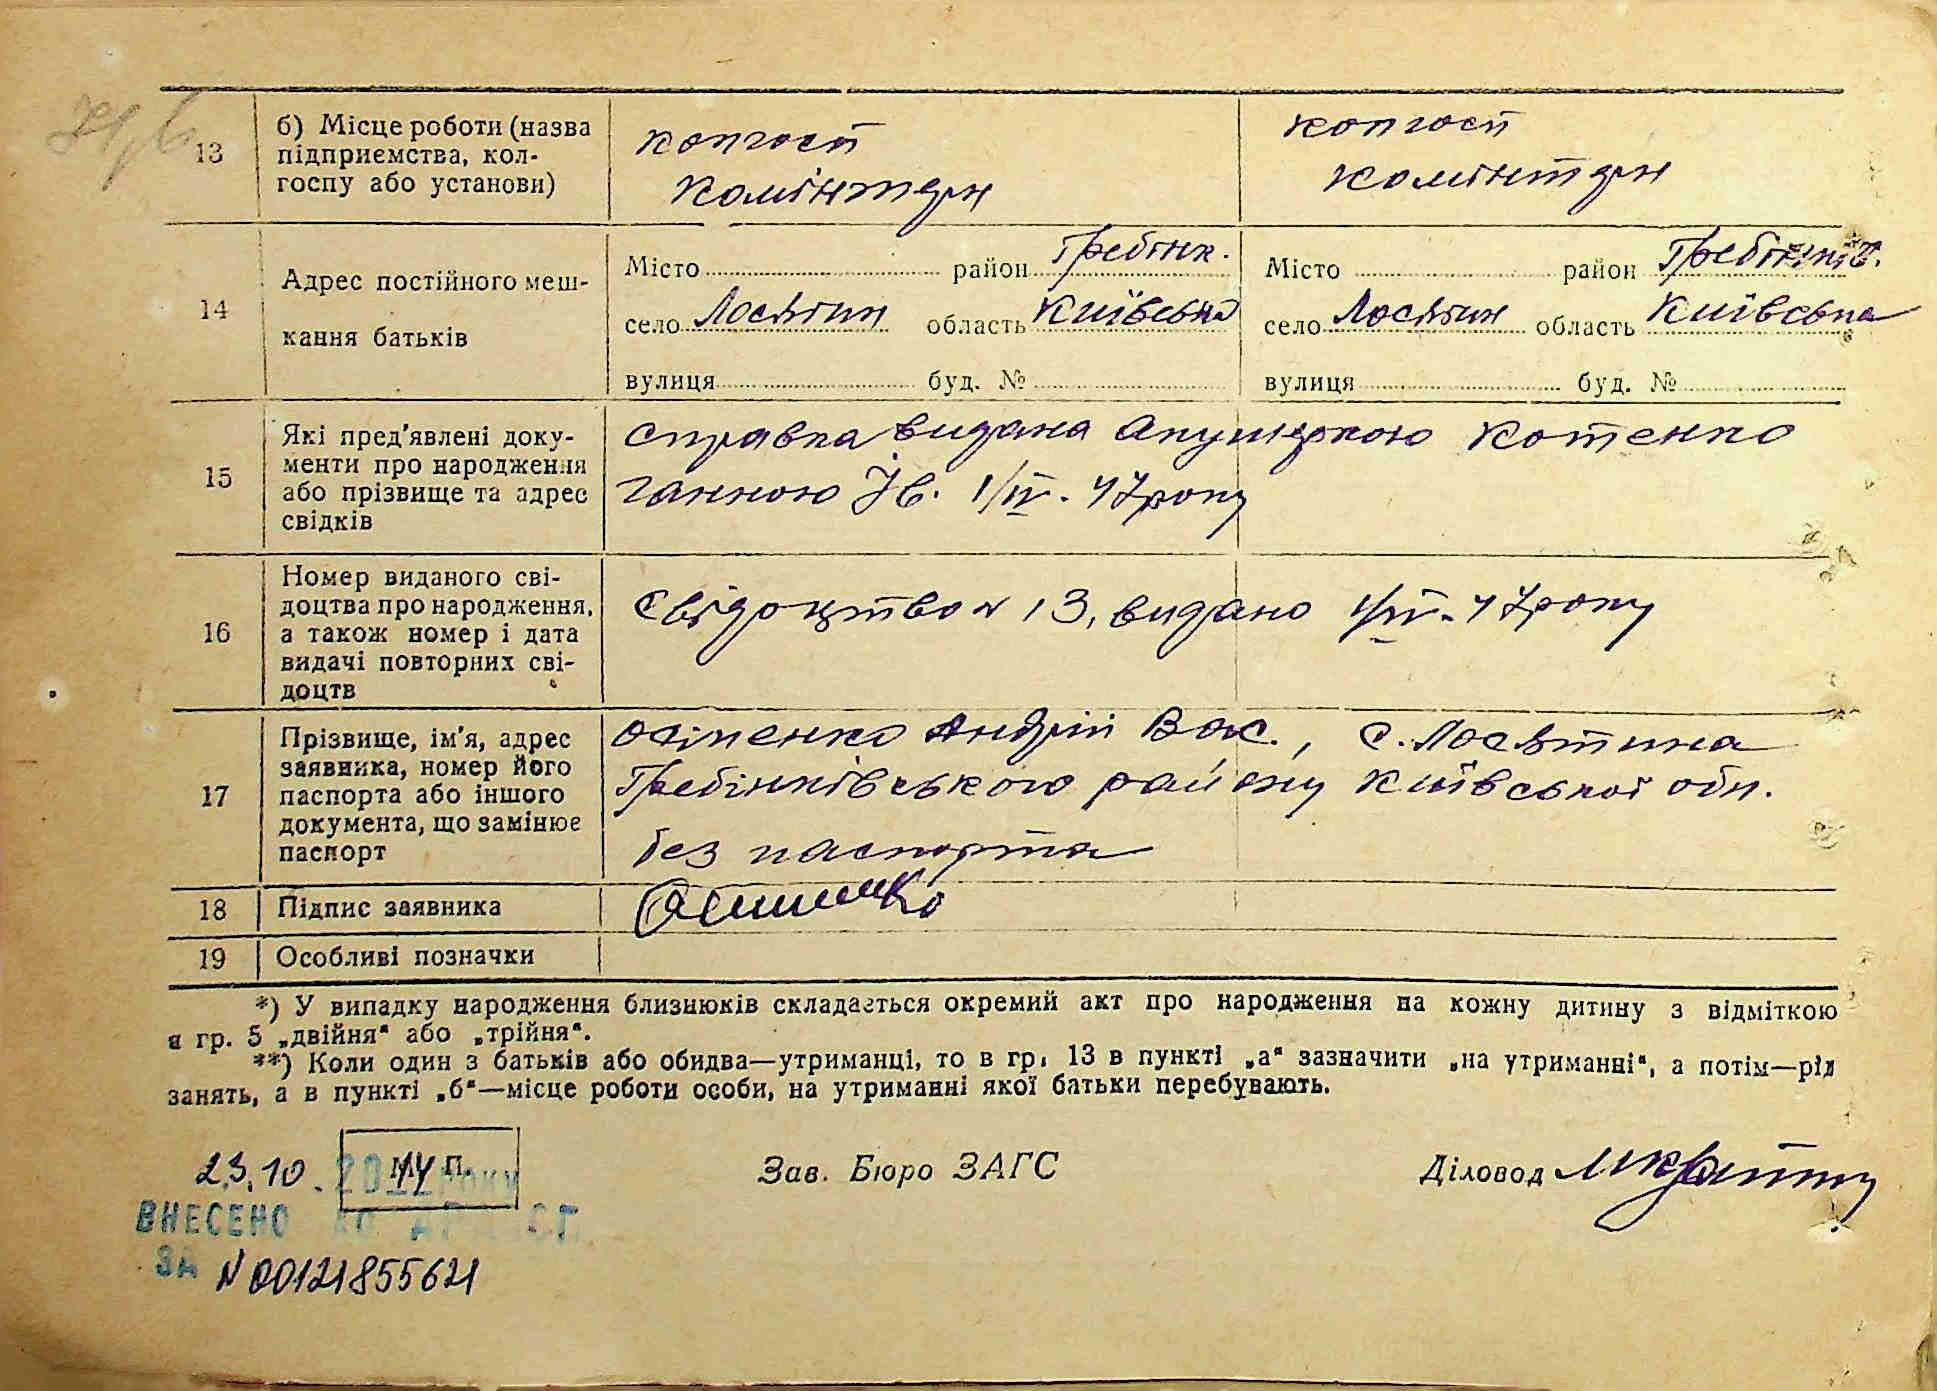 13
б) Місце роботи (назва
підприємства, кол-
госпу або установи)
колгосп
Комінтерн
колгосп
Комінтерн
14
Адрес постійного меш-
кання батьків
Місто район Гребінк.
село Лосятин область Київська
вулиця буд. №
Місто район Гребінків.
село Лосятин область Київська
вулиця буд. №
15
Які пред'явлені доку-
менти про народження
або прізвище та адрес
свідків
справка видана Акушеркою Котенко
Ганною Ів. 1/IV-47 року
16
Номер виданого сві-
доцтва про народження,
а також номер і дата
видачі повторних сві-
доцтв
Свідоцтво № 13, видано 1/IV-47 року
17
Прізвище, ім'я, адрес
заявника, номер його
паспорта або іншого
документа, що замінює
паспорт
Осіпенко Андрій Вас., с. Лосятина
Гребінківського району Київської обл.
без паспорта
18
Підпис заявника
19
Особливі позначки
*) У випадку народження близнюків складається окремий акт про народження на кожну дитину з відміткою
в гр. 5 „двійня“ або „трійня“.
**) Коли один з батьків або обидва—утриманці, то в гр. 13 в пункті „а“ зазначити „на утриманні“, а потім—рід
занять, а в пункті „б“—місце роботи особи, на утриманні якої батьки перебувають.
23.10. 2014 року
М. П.
Зав. Бюро ЗАГС
Діловод
ВНЕСЕНО ДО
ЗА N 00121855621